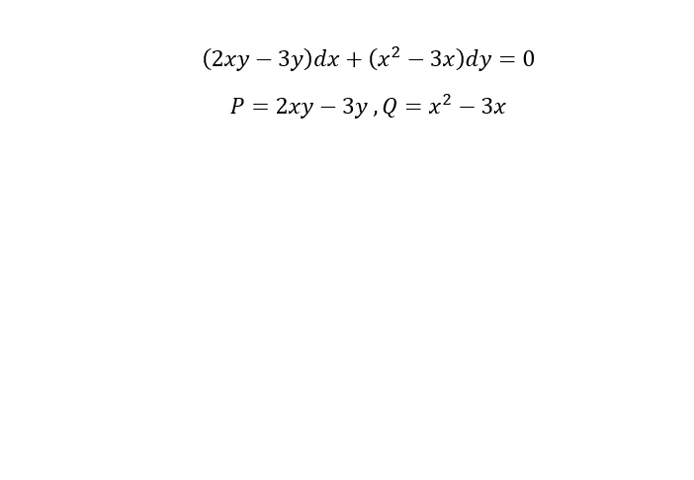 (2xy − 3y)dx + (x² − 3x)dy = 0
P = 2xy − 3y , Q = x² − 3x